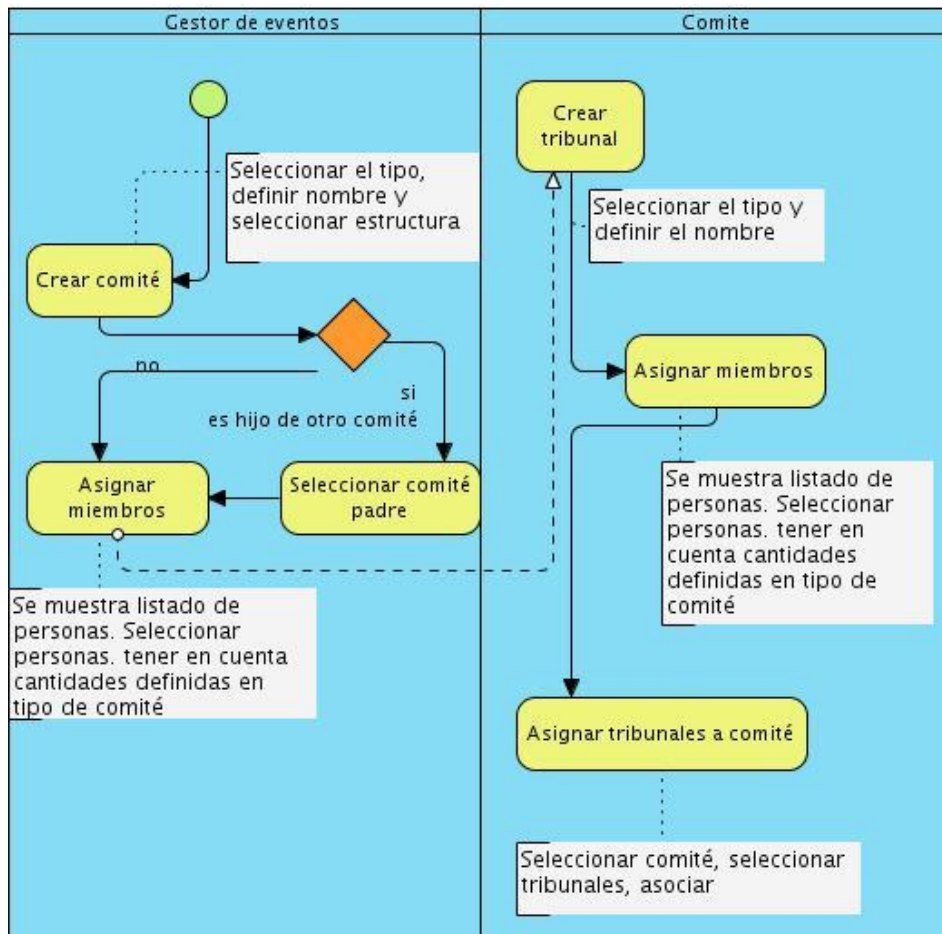 Gestor de eventos
Comite
Seleccionar el tipo,
definir nombre y
seleccionar estructura
Crear comité
no
si
es hijo de otro comité
Asignar
miembros
Seleccionar comité
padre
Se muestra listado de
personas. Seleccionar
personas. tener en cuenta
cantidades definidas en
tipo de comité
Crear
tribunal
Seleccionar el tipo y
definir el nombre
Asignar miembros
Se muestra listado de
personas. Seleccionar
personas. tener en
cuenta cantidades
definidas en tipo de
comité
Asignar tribunales a comité
Seleccionar comité, seleccionar
tribunales, asociar